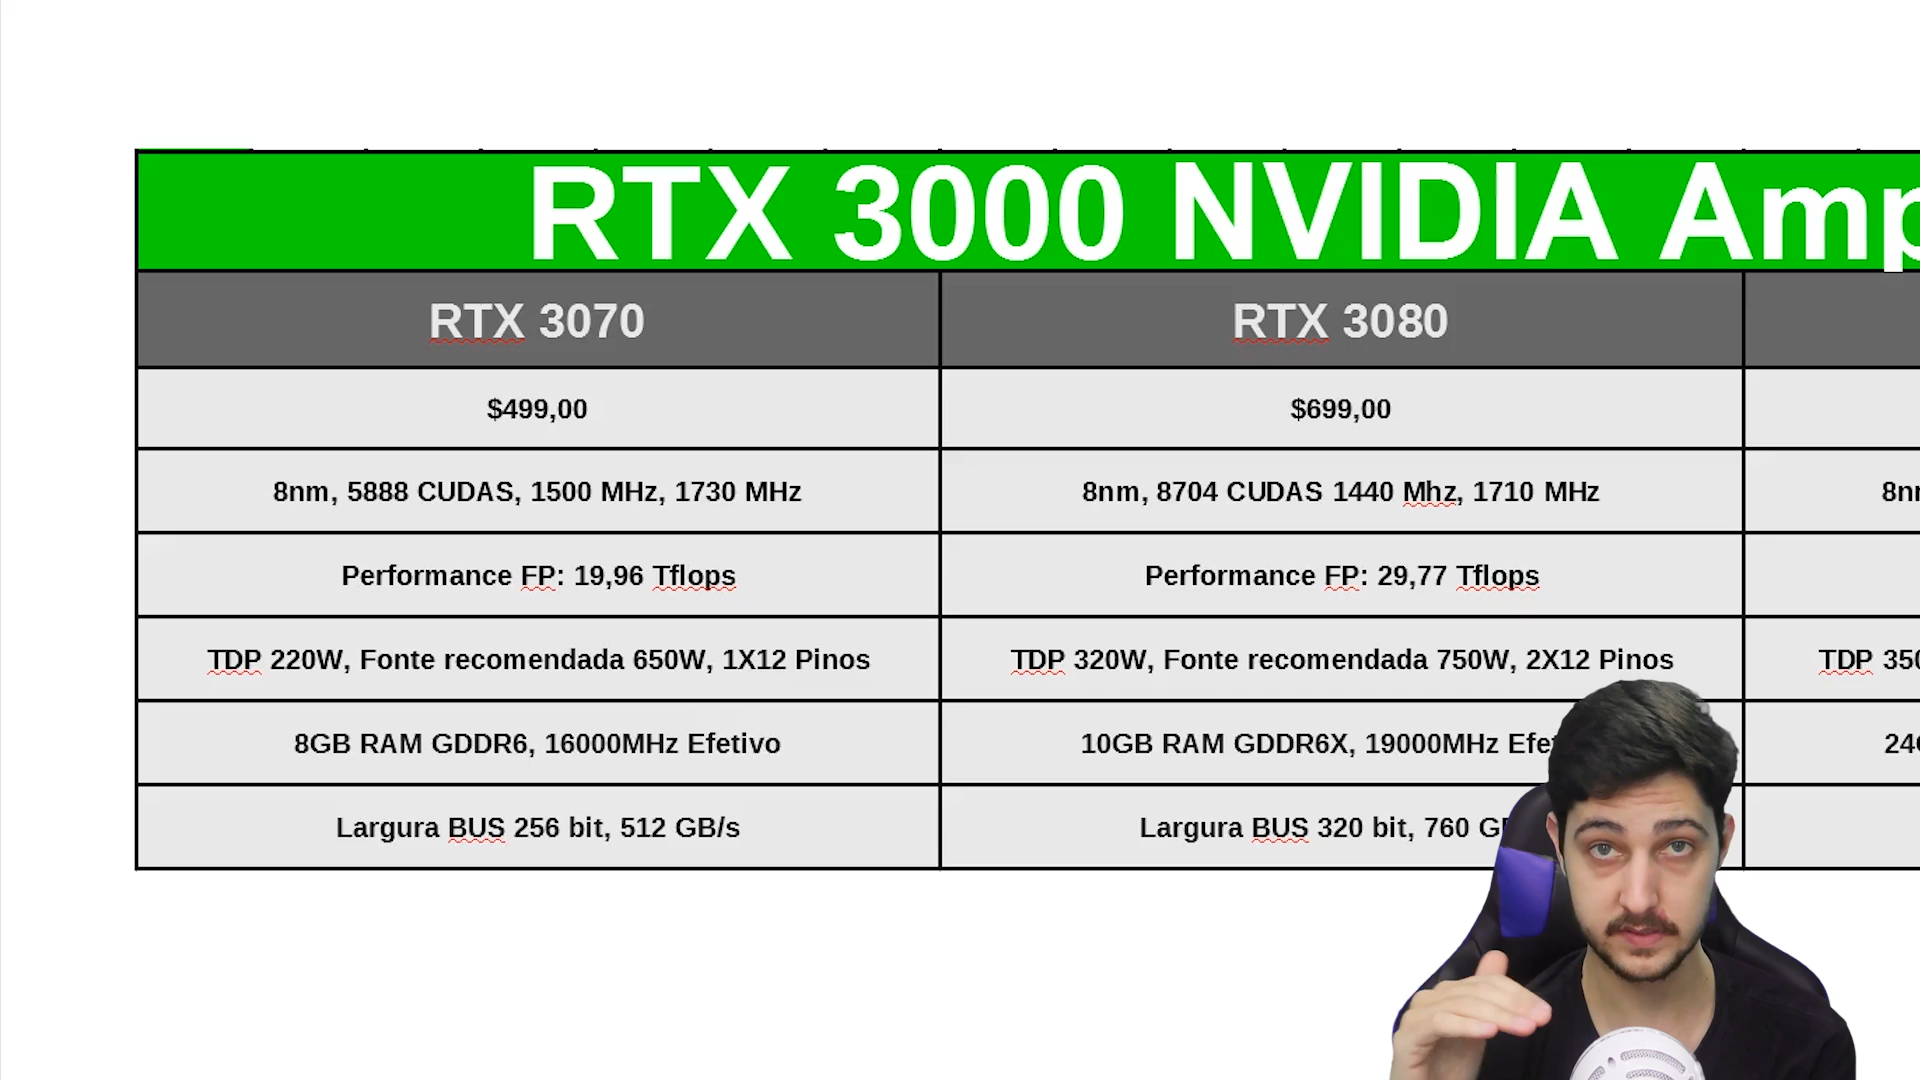 RTX 3000 NVIDIA Amp
RTX 3070
RTX 3080
$499,00
$699,00
8nm, 5888 CUDAS, 1500 MHz, 1730 MHz
8nm, 8704 CUDAS 1440 Mhz, 1710 MHz
Performance FP: 19,96 Tflops
Performance FP: 29,77 Tflops
TDP 220W, Fonte recomendada 650W, 1X12 Pinos
TDP 320W, Fonte recomendada 750W, 2X12 Pinos
TDP 350
8GB RAM GDDR6, 16000MHz Efetivo
10GB RAM GDDR6X, 19000MHz
Largura BUS 256 bit, 512 GB/s
Largura BUS 320 bit, 760